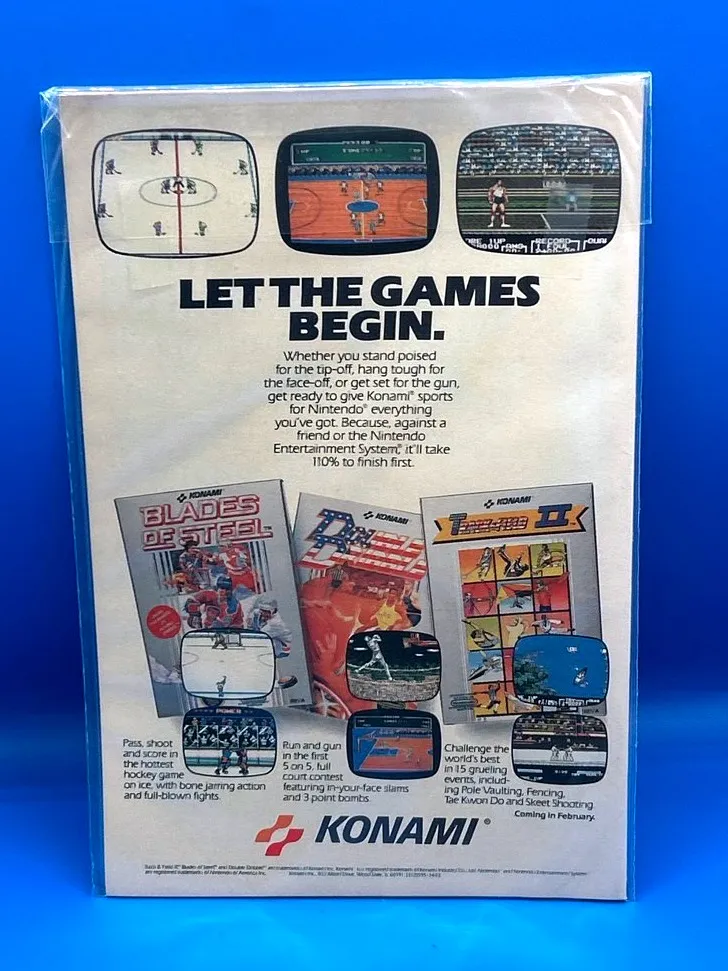 LET THE GAMES
BEGIN.
Whether you stand poised
for the tip-off, hang tough for
the face-off, or get set for the gun,
get ready to give Konami® sports
for Nintendo® everything
you've got. Because, against a
friend or the Nintendo
Entertainment System,® it'll take
110% to finish first.
KONAMI
BLADES
OF STEEL
KONAMI
KONAMI
II
Pass, shoot
and score in
the hottest
hockey game
on ice, with bone jarring action
and full-blown fights.
Run and gun
in the first
5 on 5, full
court contest
featuring in-your-face slams
and 3 point bombs.
Challenge the
world's best
in 15 grueling
events, includ-
ing Pole Vaulting, Fencing,
Tae Kwon Do and Skeet Shooting.
Coming in February.
KONAMI®